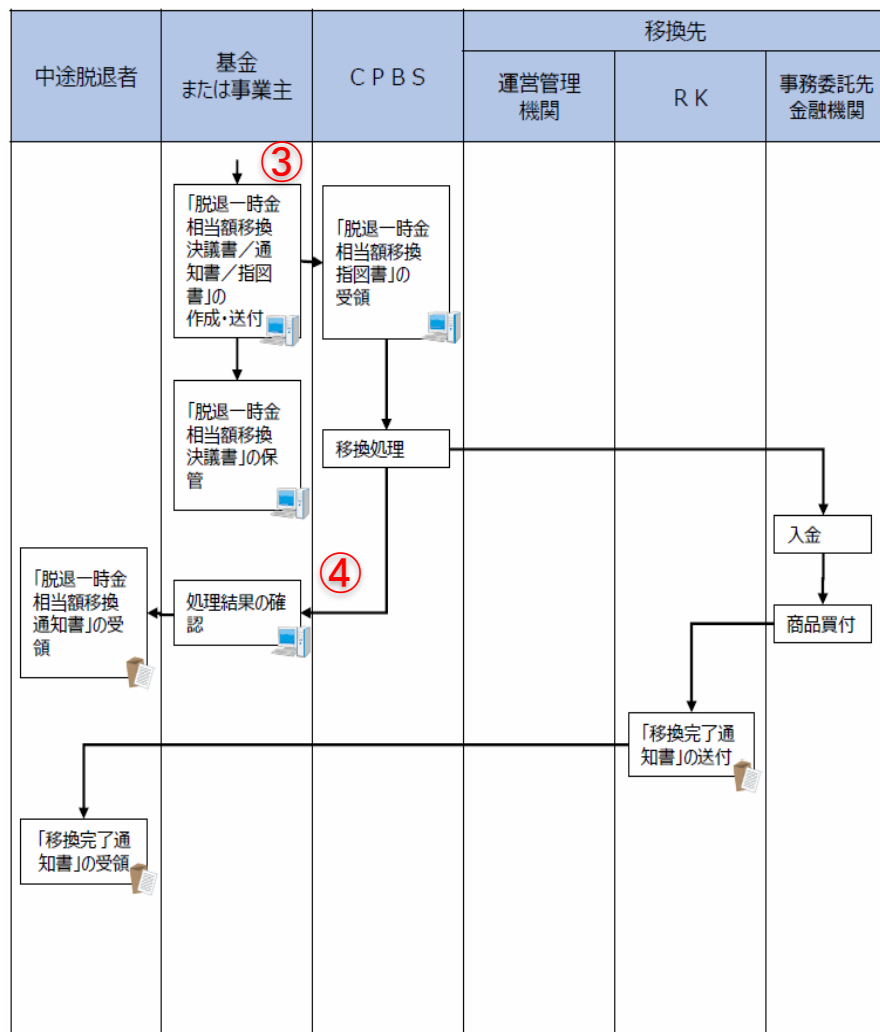 中途脱退者
基金
または事業主
CPBS
移換先
運営管理
機関
RK
事務委託先
金融機関
③
「脱退一時金
相当額移換
決議書／通
知書／指図
書」の
作成・送付
「脱退一時金
相当額移換
指図書」の
受領
「脱退一時金
相当額移換
決議書」の保
管
移換処理
入金
④
「脱退一時金
相当額移換
通知書」の受
領
処理結果の確
認
商品買付
「移換完了通
知書」の送付
「移換完了通
知書」の受領